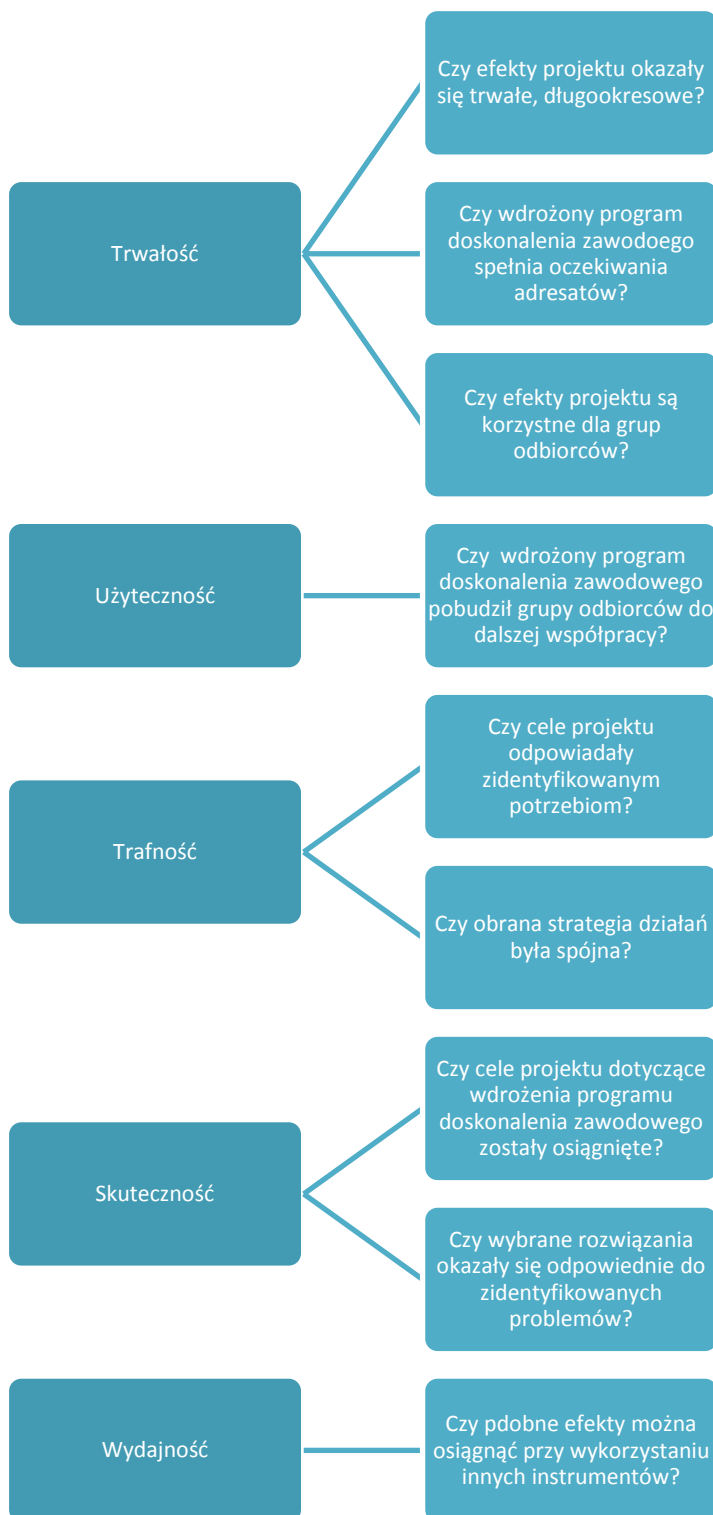 Trwałość
Czy efekty projektu okazały
się trwałe, długookresowe?
Czy wdrożony program
doskonalenia zawodoego
spełnia oczekiwania
adresatów?
Czy efekty projektu są
korzystne dla grup
odbiorców?
Użyteczność
Czy  wdrożony program
doskonalenia zawodowego
pobudził grupy odbiorców do
dalszej współpracy?
Trafność
Czy cele projektu
odpowiadały
zidentyfikowanym
potrzebiom?
Czy obrana strategia działań
była spójna?
Skuteczność
Czy cele projektu dotyczące
wdrożenia programu
doskonalenia zawodowego
zostały osiągnięte?
Czy wybrane rozwiązania
okazały się odpowiednie do
zidentyfikowanych
problemów?
Wydajność
Czy pdobne efekty można
osiągnąć przy wykorzystaniu
innych instrumentów?